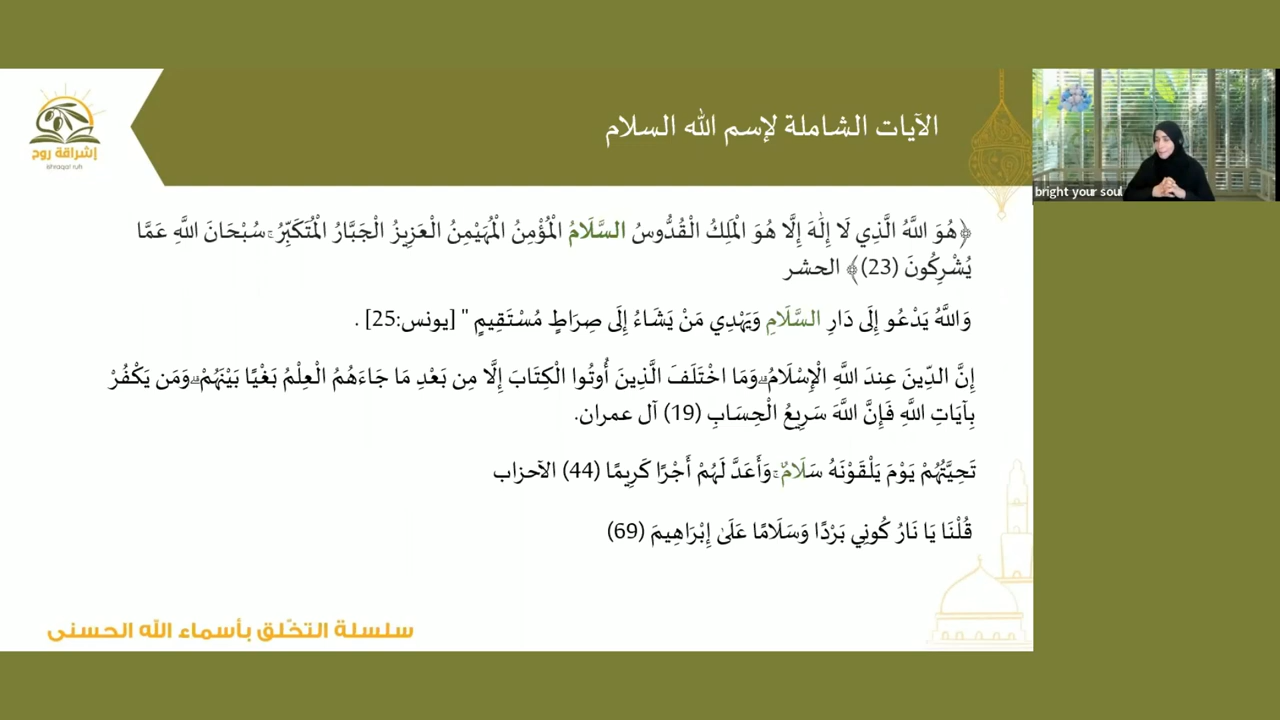 الآيات الشاملة لإسم الله السلام
إشراقة روح
ishraqat ruh
bright your soul
﴿هُوَ اللَّهُ الَّذِي لَا إِلَٰهَ إِلَّا هُوَ الْمَلِكُ الْقُدُّوسُ السَّلَامُ الْمُؤْمِنُ الْمُهَيْمِنُ الْعَزِيزُ الْجَبَّارُ الْمُتَكَبِّرُ ۚ سُبْحَانَ اللَّهِ عَمَّا
يُشْرِكُونَ (23)﴾ الحشر
وَاللَّهُ يَدْعُو إِلَى دَارِ السَّلَامِ وَيَهْدِي مَنْ يَشَاءُ إِلَى صِرَاطٍ مُسْتَقِيمٍ " [يونس:25] .
إِنَّ الدِّينَ عِندَ اللَّهِ الْإِسْلَامُ ۗ وَمَا اخْتَلَفَ الَّذِينَ أُوتُوا الْكِتَابَ إِلَّا مِن بَعْدِ مَا جَاءَهُمُ الْعِلْمُ بَغْيًا بَيْنَهُمْ ۗ وَمَن يَكْفُرْ
بِآيَاتِ اللَّهِ فَإِنَّ اللَّهَ سَرِيعُ الْحِسَابِ (19) آل عمران.
تَحِيَّتُهُمْ يَوْمَ يَلْقَوْنَهُ سَلَامٌ ۚ وَأَعَدَّ لَهُمْ أَجْرًا كَرِيمًا (44) الآحزاب
قُلْنَا يَا نَارُ كُونِي بَرْدًا وَسَلَامًا عَلَىٰ إِبْرَاهِيمَ (69)
سلسلة التخّلق بأسماء الله الحسنى